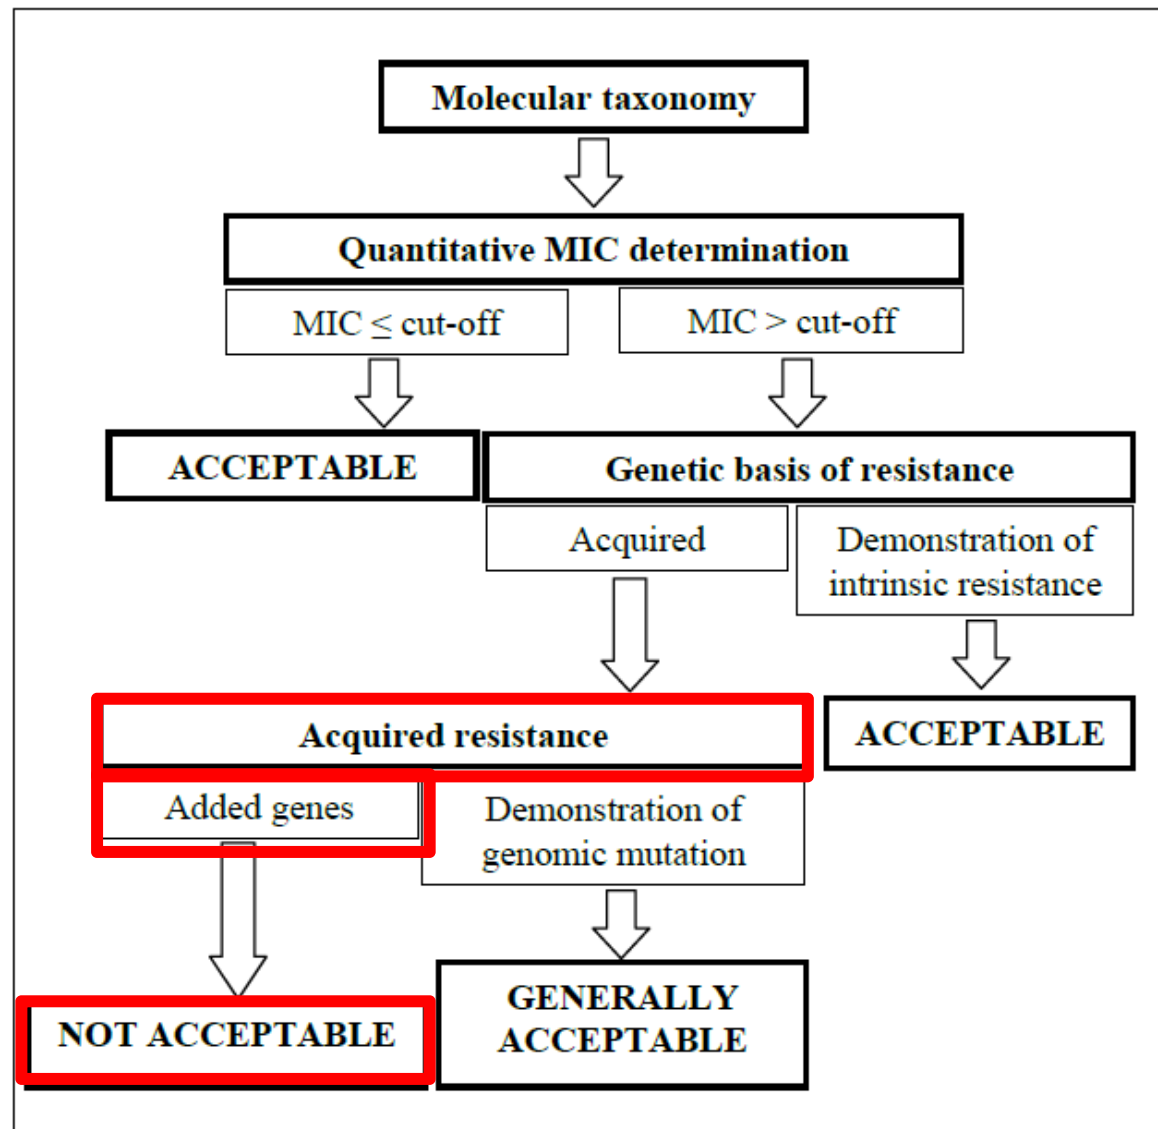 Molecular taxonomy
Quantitative MIC determination
MIC ≤ cut-off
MIC > cut-off
ACCEPTABLE
Genetic basis of resistance
Acquired
Demonstration of
intrinsic resistance
Acquired resistance
ACCEPTABLE
Added genes
Demonstration of
genomic mutation
NOT ACCEPTABLE
GENERALLY
ACCEPTABLE